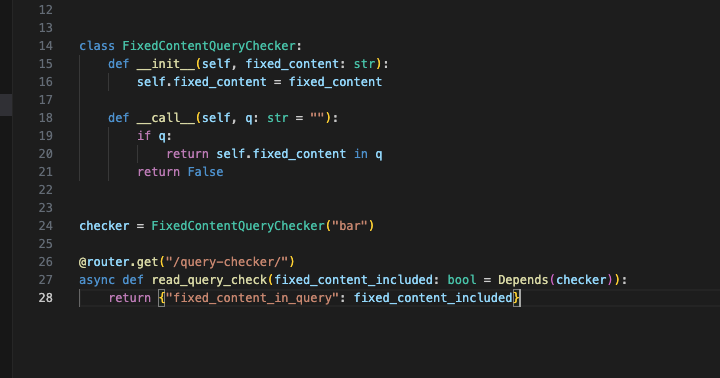 12
13
14 class FixedContentQueryChecker:
15     def __init__(self, fixed_content: str):
16         self.fixed_content = fixed_content
17
18     def __call__(self, q: str = ""):
19         if q:
20             return self.fixed_content in q
21         return False
22
23
24 checker = FixedContentQueryChecker("bar")
25
26 @router.get("/query-checker/")
27 async def read_query_check(fixed_content_included: bool = Depends(checker)):
28     return {"fixed_content_in_query": fixed_content_included}